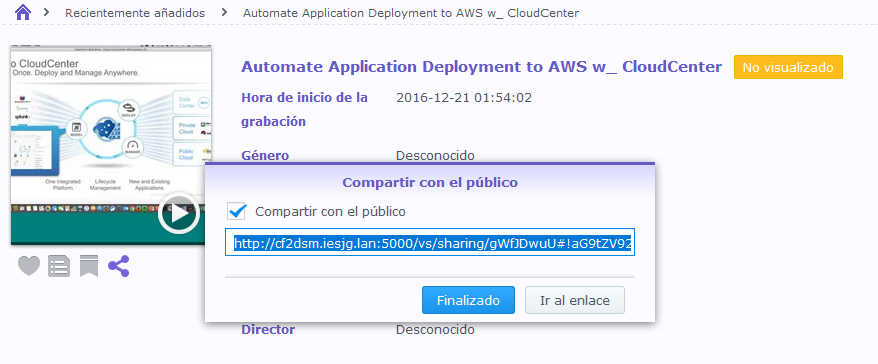 Recientemente añadidos Automate Application Deployment to AWS w_ CloudCenter
o CloudCenter
Once. Deploy and Manage Anywhere.
splunk
MODEL
DEPLOY
MANAGE
Data Center
Private Cloud
Public Cloud
One Integrated Platform
Lifecycle Management
New and Existing Applications
Automate Application Deployment to AWS w_ CloudCenter No visualizado
Hora de inicio de la grabación 2016-12-21 01:54:02
Género Desconocido
Compartir con el público
Compartir con el público
http://cf2dsm.iesjg.lan:5000/vs/sharing/gWfJDwuU#!aG9tZV92
Finalizado Ir al enlace
Director Desconocido